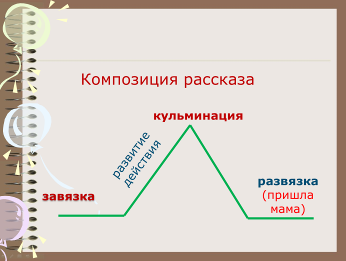 Композиция рассказа
кульминация
развитие
действия
завязка
развязка
(пришла
мама)